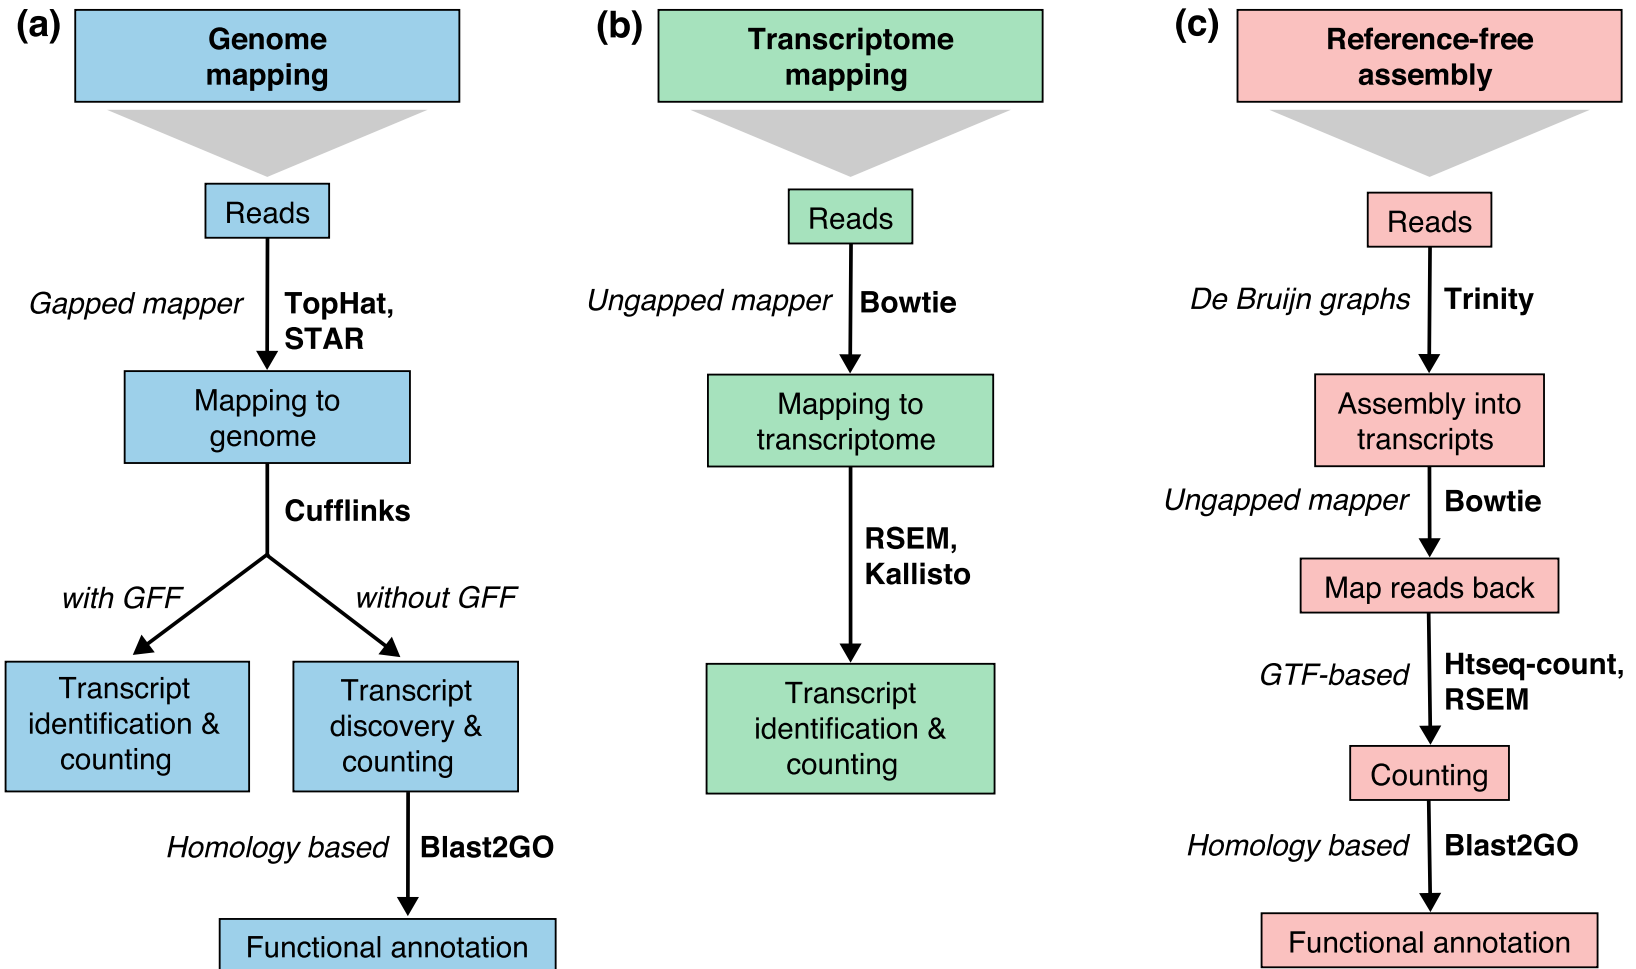 (a)
Genome
mapping
Reads
Gapped mapper
TopHat,
STAR
Mapping to
genome
Cufflinks
with GFF
without GFF
Transcript
identification &
counting
Transcript
discovery &
counting
Homology based
Blast2GO
Functional annotation
(b)
Transcriptome
mapping
Reads
Ungapped mapper
Bowtie
Mapping to
transcriptome
RSEM,
Kallisto
Transcript
identification &
counting
(c)
Reference-free
assembly
Reads
De Bruijn graphs
Trinity
Assembly into
transcripts
Ungapped mapper
Bowtie
Map reads back
GTF-based
Htseq-count,
RSEM
Counting
Homology based
Blast2GO
Functional annotation